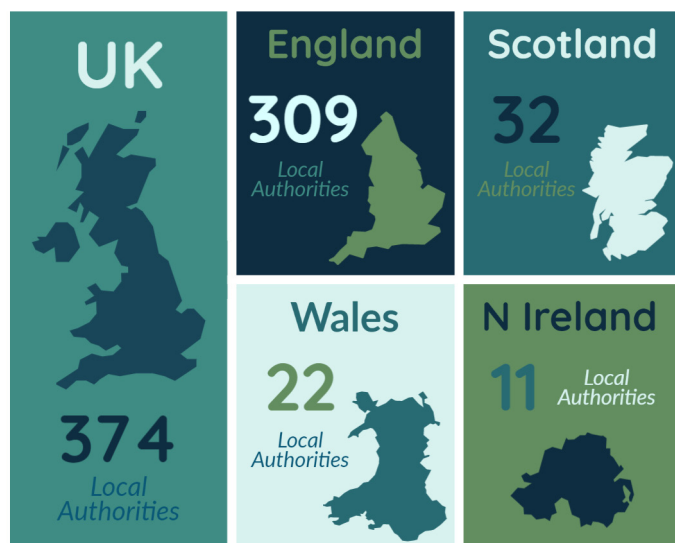 UK
374
Local
Authorities
England
309
Local
Authorities
Scotland
32
Local
Authorities
Wales
22
Local
Authorities
N Ireland
11
Local
Authorities